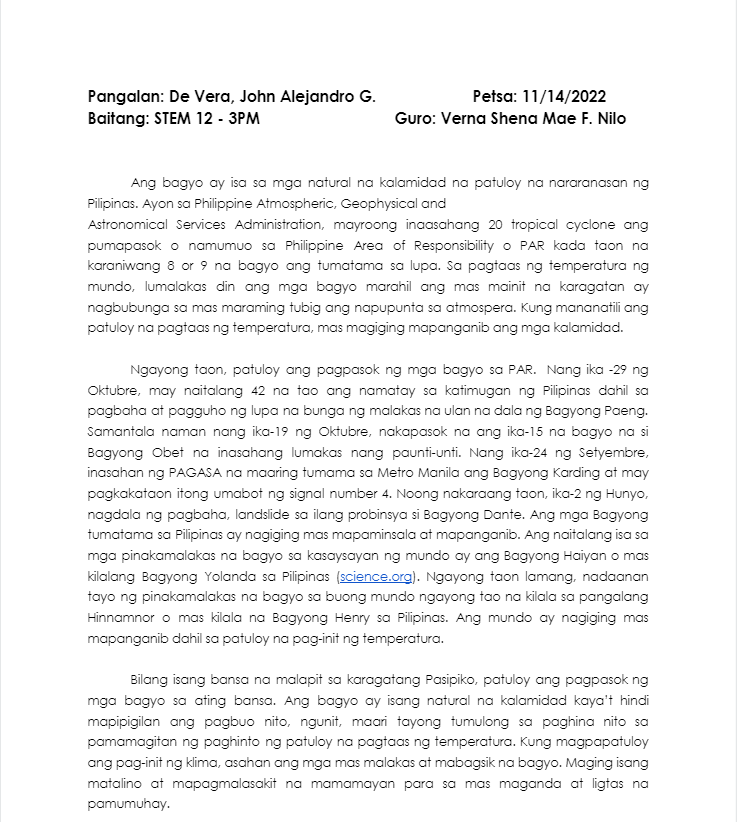 Pangalan: De Vera, John Alejandro G. Petsa: 11/14/2022
Baitang: STEM 12 - 3PM Guro: Verna Shena Mae F. Nilo
Ang bagyo ay isa sa mga natural na kalamidad na patuloy na nararanasan ng
Pilipinas. Ayon sa Philippine Atmospheric, Geophysical and
Astronomical Services Administration, mayroong inaasahang 20 tropical cyclone ang
pumapasok o namumuo sa Philippine Area of Responsibility o PAR kada taon na
karaniwang 8 or 9 na bagyo ang tumatama sa lupa. Sa pagtaas ng temperatura ng
mundo, lumalakas din ang mga bagyo marahil ang mas mainit na karagatan ay
nagbubunga sa mas maraming tubig ang napupunta sa atmospera. Kung mananatili ang
patuloy na pagtaas ng temperatura, mas magiging mapanganib ang mga kalamidad.
Ngayong taon, patuloy ang pagpasok ng mga bagyo sa PAR. Nang ika -29 ng
Oktubre, may naitalang 42 na tao ang namatay sa katimugan ng Pilipinas dahil sa
pagbaha at pagguho ng lupa na bunga ng malakas na ulan na dala ng Bagyong Paeng.
Samantala naman nang ika-19 ng Oktubre, nakapasok na ang ika-15 na bagyo na si
Bagyong Obet na inasahang lumakas nang paunti-unti. Nang ika-24 ng Setyembre,
inasahan ng PAGASA na maaring tumama sa Metro Manila ang Bagyong Karding at may
pagkakataon itong umabot ng signal number 4. Noong nakaraang taon, ika-2 ng Hunyo,
nagdala ng pagbaha, landslide sa ilang probinsya si Bagyong Dante. Ang mga Bagyong
tumatama sa Pilipinas ay nagiging mas mapaminsala at mapanganib. Ang naitalang isa sa
mga pinakamalakas na bagyo sa kasaysayan ng mundo ay ang Bagyong Haiyan o mas
kilalang Bagyong Yolanda sa Pilipinas (science.org). Ngayong taon lamang, nadaanan
tayo ng pinakamalakas na bagyo sa buong mundo ngayong tao na kilala sa pangalang
Hinnamnor o mas kilala na Bagyong Henry sa Pilipinas. Ang mundo ay nagiging mas
mapanganib dahil sa patuloy na pag-init ng temperatura.
Bilang isang bansa na malapit sa karagatang Pasipiko, patuloy ang pagpasok ng
mga bagyo sa ating bansa. Ang bagyo ay isang natural na kalamidad kaya't hindi
mapipigilan ang pagbuo nito, ngunit, maari tayong tumulong sa paghina nito sa
pamamagitan ng paghinto ng patuloy na pagtaas ng temperatura. Kung magpapatuloy
ang pag-init ng klima, asahan ang mga mas malakas at mabagsik na bagyo. Maging isang
matalino at mapagmalasakit na mamamayan para sa mas maganda at ligtas na
pamumuhay.